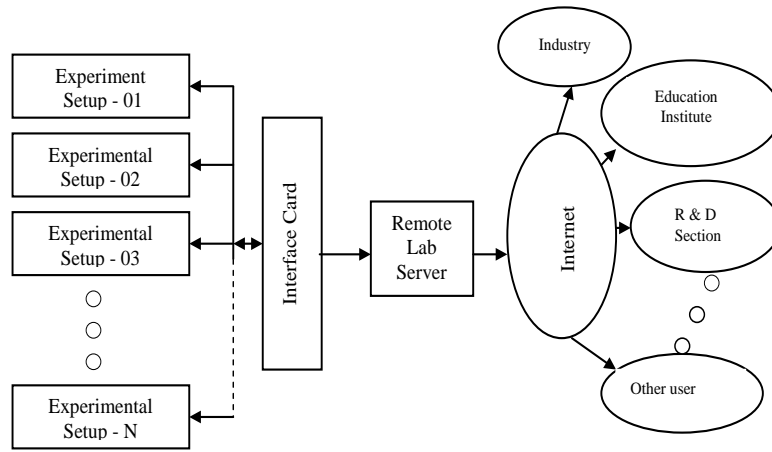 Experiment
Setup - 01
Experimental
Setup - 02
Experimental
Setup - 03
Experimental
Setup - N
Interface Card
Remote
Lab
Server
Internet
Industry
Education
Institute
R & D
Section
Other user